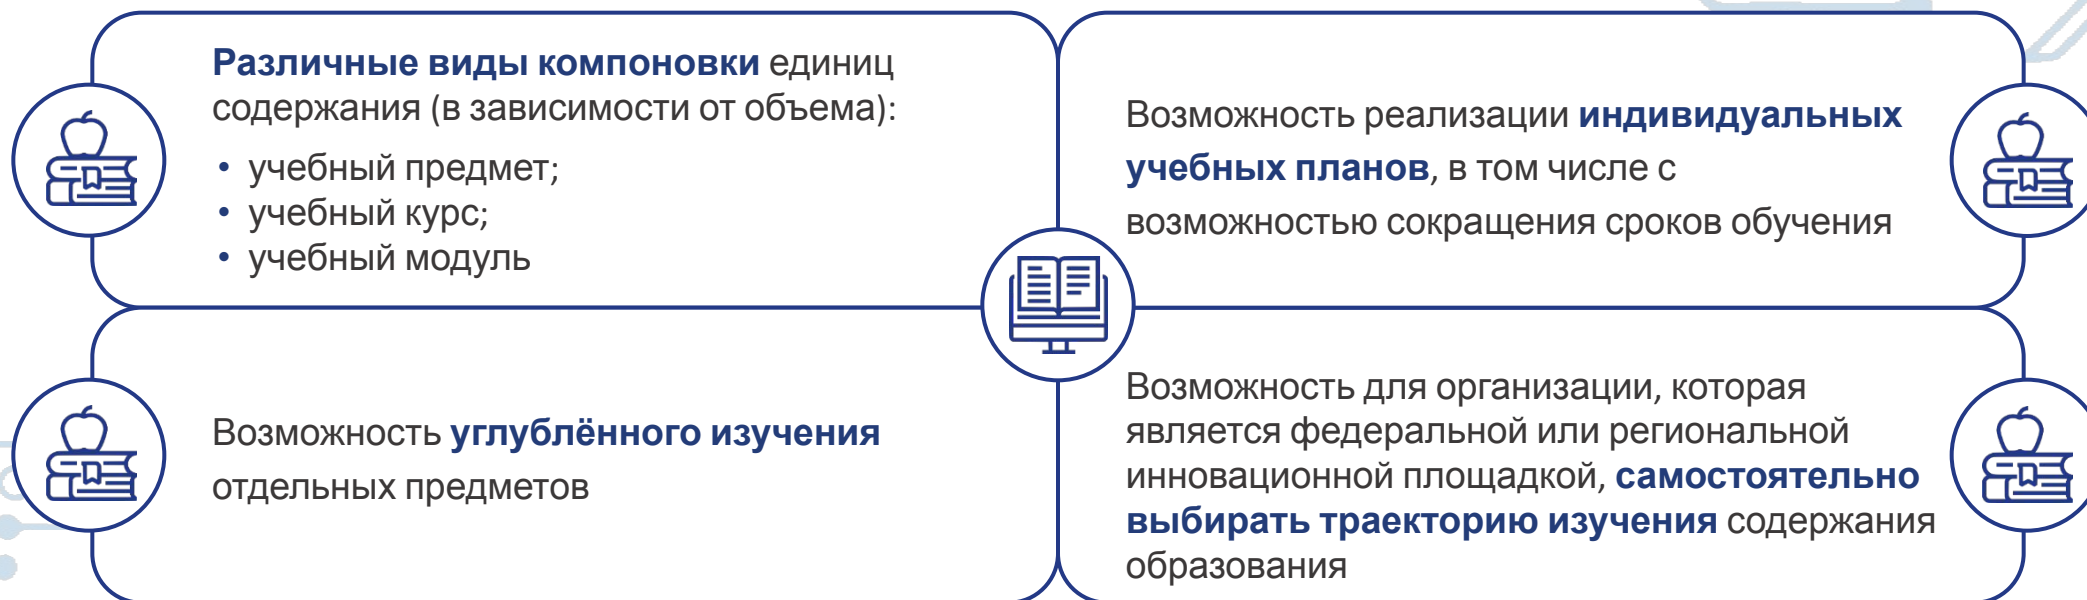 Различные виды компоновки единиц
содержания (в зависимости от объема):
• учебный предмет;
• учебный курс;
• учебный модуль
Возможность реализации индивидуальных
учебных планов, в том числе с
возможностью сокращения сроков обучения
Возможность углублённого изучения
отдельных предметов
Возможность для организации, которая
является федеральной или региональной
инновационной площадкой, самостоятельно
выбирать траекторию изучения содержания
образования